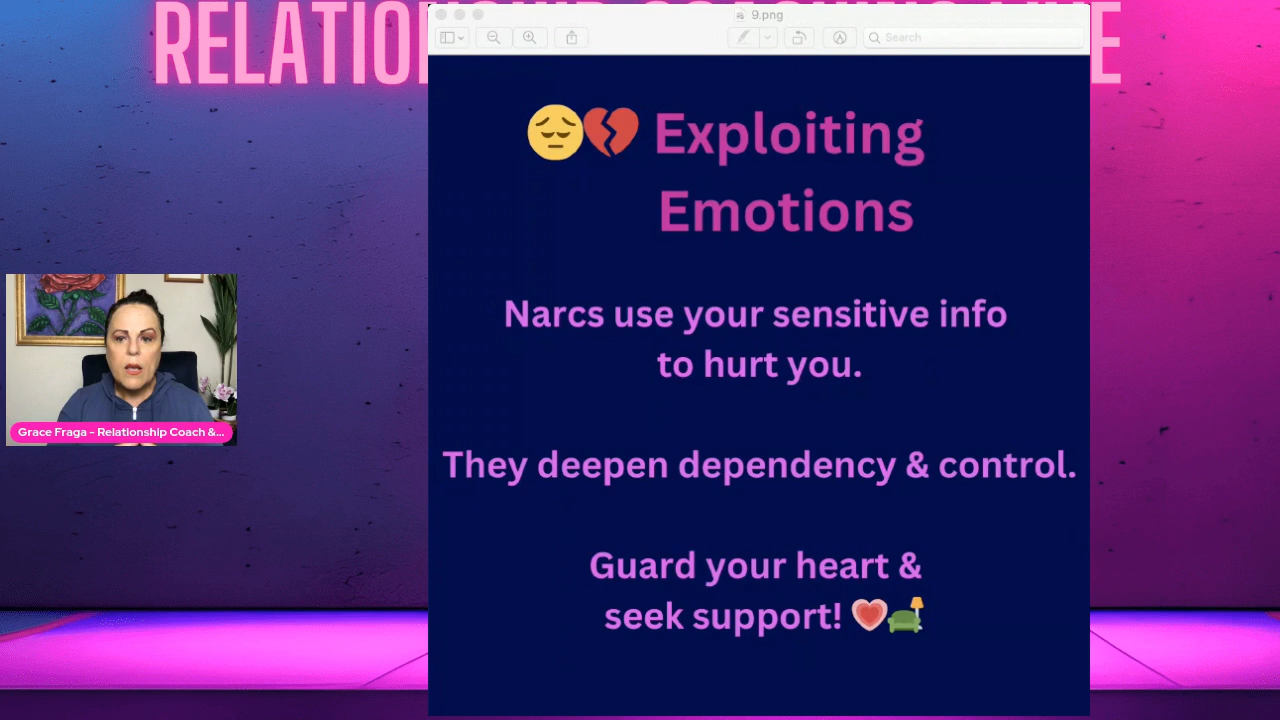 RELATIO
E
9.png
Search
😔💔 Exploiting
Emotions
Narcs use your sensitive info
to hurt you.
They deepen dependency & control.
Guard your heart &
seek support! 💗🛋️
Grace Fraga - Relationship Coach &...